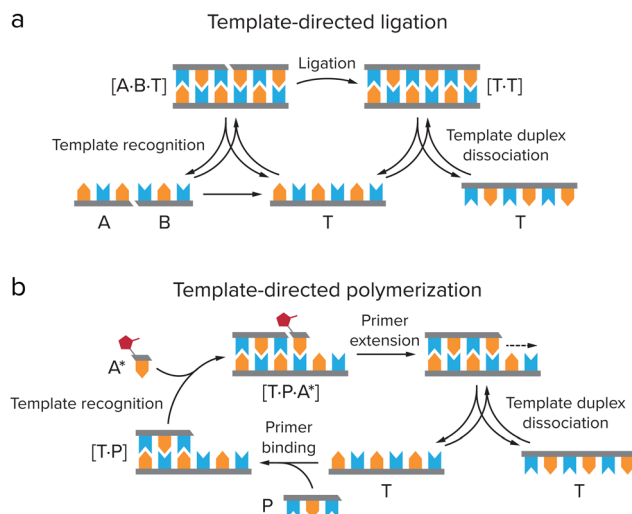 a
Template-directed ligation
Ligation
[A·B·T]
[T·T]
Template recognition
Template duplex
dissociation
A
B
T
T
b
Template-directed polymerization
Primer
extension
A*
[T·P·A*]
Template recognition
Template duplex
dissociation
Primer
binding
[T·P]
T
T
P